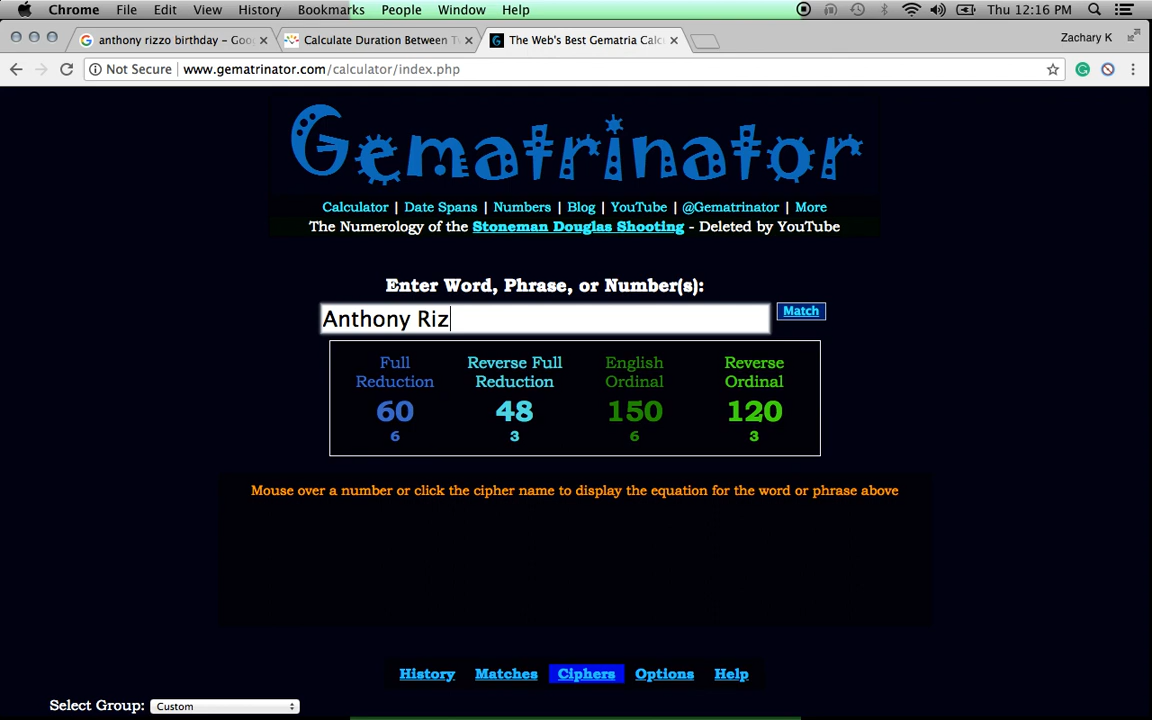 Chrome File Edit View History Bookmarks People Window Help Thu 12:16 PM
anthony rizzo birthday - Goo Calculate Duration Between Tw The Web's Best Gematria Calc Zachary K
Not Secure www.gematrinator.com/calculator/index.php
Gematrinator
Calculator | Date Spans | Numbers | Blog | YouTube | @Gematrinator | More
The Numerology of the Stoneman Douglas Shooting - Deleted by YouTube
Enter Word, Phrase, or Number(s):
Anthony Riz Match
Full Reverse Full English Reverse
Reduction Reduction Ordinal Ordinal
60 48 150 120
6 3 6 3
Mouse over a number or click the cipher name to display the equation for the word or phrase above
History Matches Ciphers Options Help
Select Group: Custom